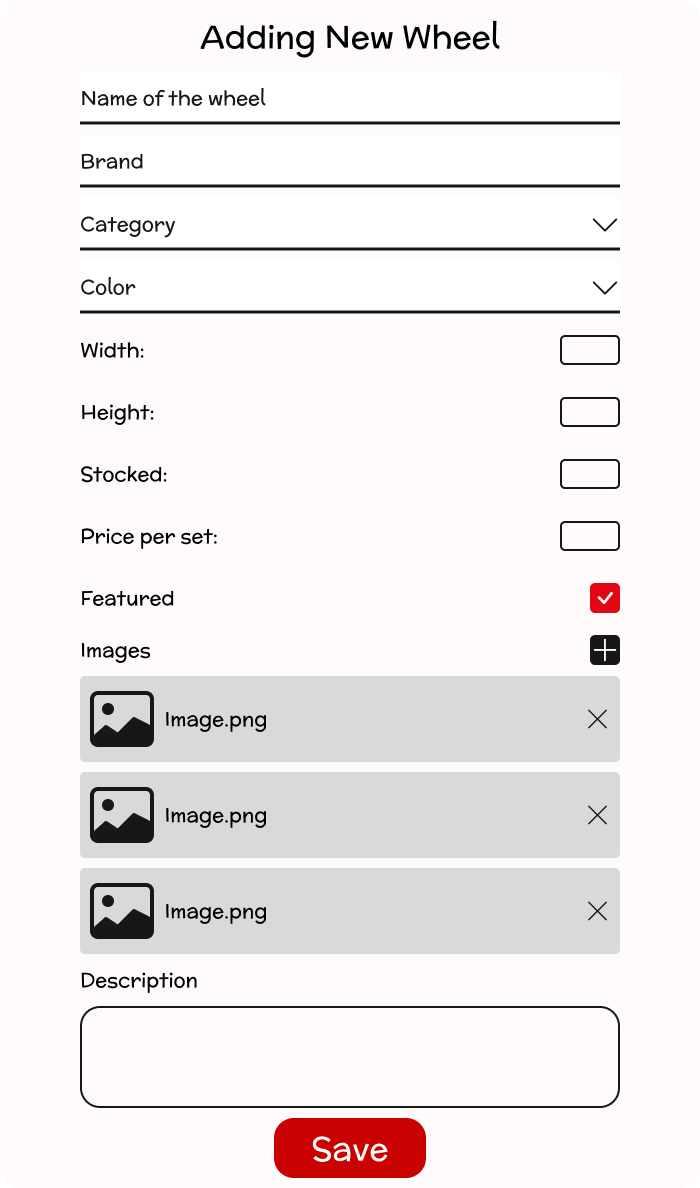 Adding New Wheel
Name of the wheel
Brand
Category
Color
Width:
Height:
Stocked:
Price per set:
Featured
Images
Image.png
Image.png
Image.png
Description
Save